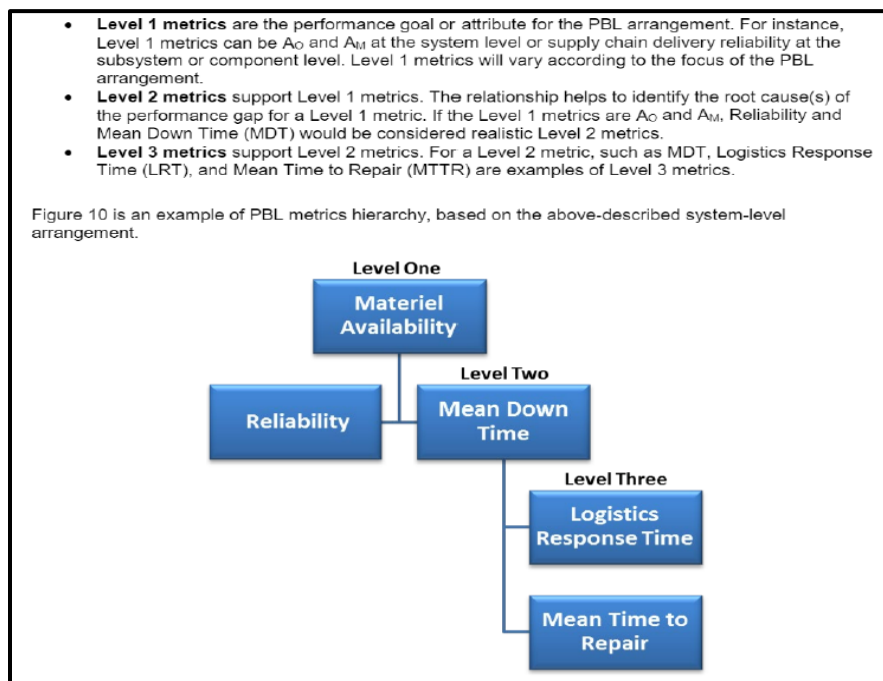 • Level 1 metrics are the performance goal or attribute for the PBL arrangement. For instance,
Level 1 metrics can be AO and AM at the system level or supply chain delivery reliability at the
subsystem or component level. Level 1 metrics will vary according to the focus of the PBL
arrangement.
• Level 2 metrics support Level 1 metrics. The relationship helps to identify the root cause(s) of
the performance gap for a Level 1 metric. If the Level 1 metrics are AO and AM, Reliability and
Mean Down Time (MDT) would be considered realistic Level 2 metrics.
• Level 3 metrics support Level 2 metrics. For a Level 2 metric, such as MDT, Logistics Response
Time (LRT), and Mean Time to Repair (MTTR) are examples of Level 3 metrics.
Figure 10 is an example of PBL metrics hierarchy, based on the above-described system-level
arrangement.
Level One
Materiel
Availability
Level Two
Reliability
Mean Down
Time
Level Three
Logistics
Response Time
Mean Time to
Repair